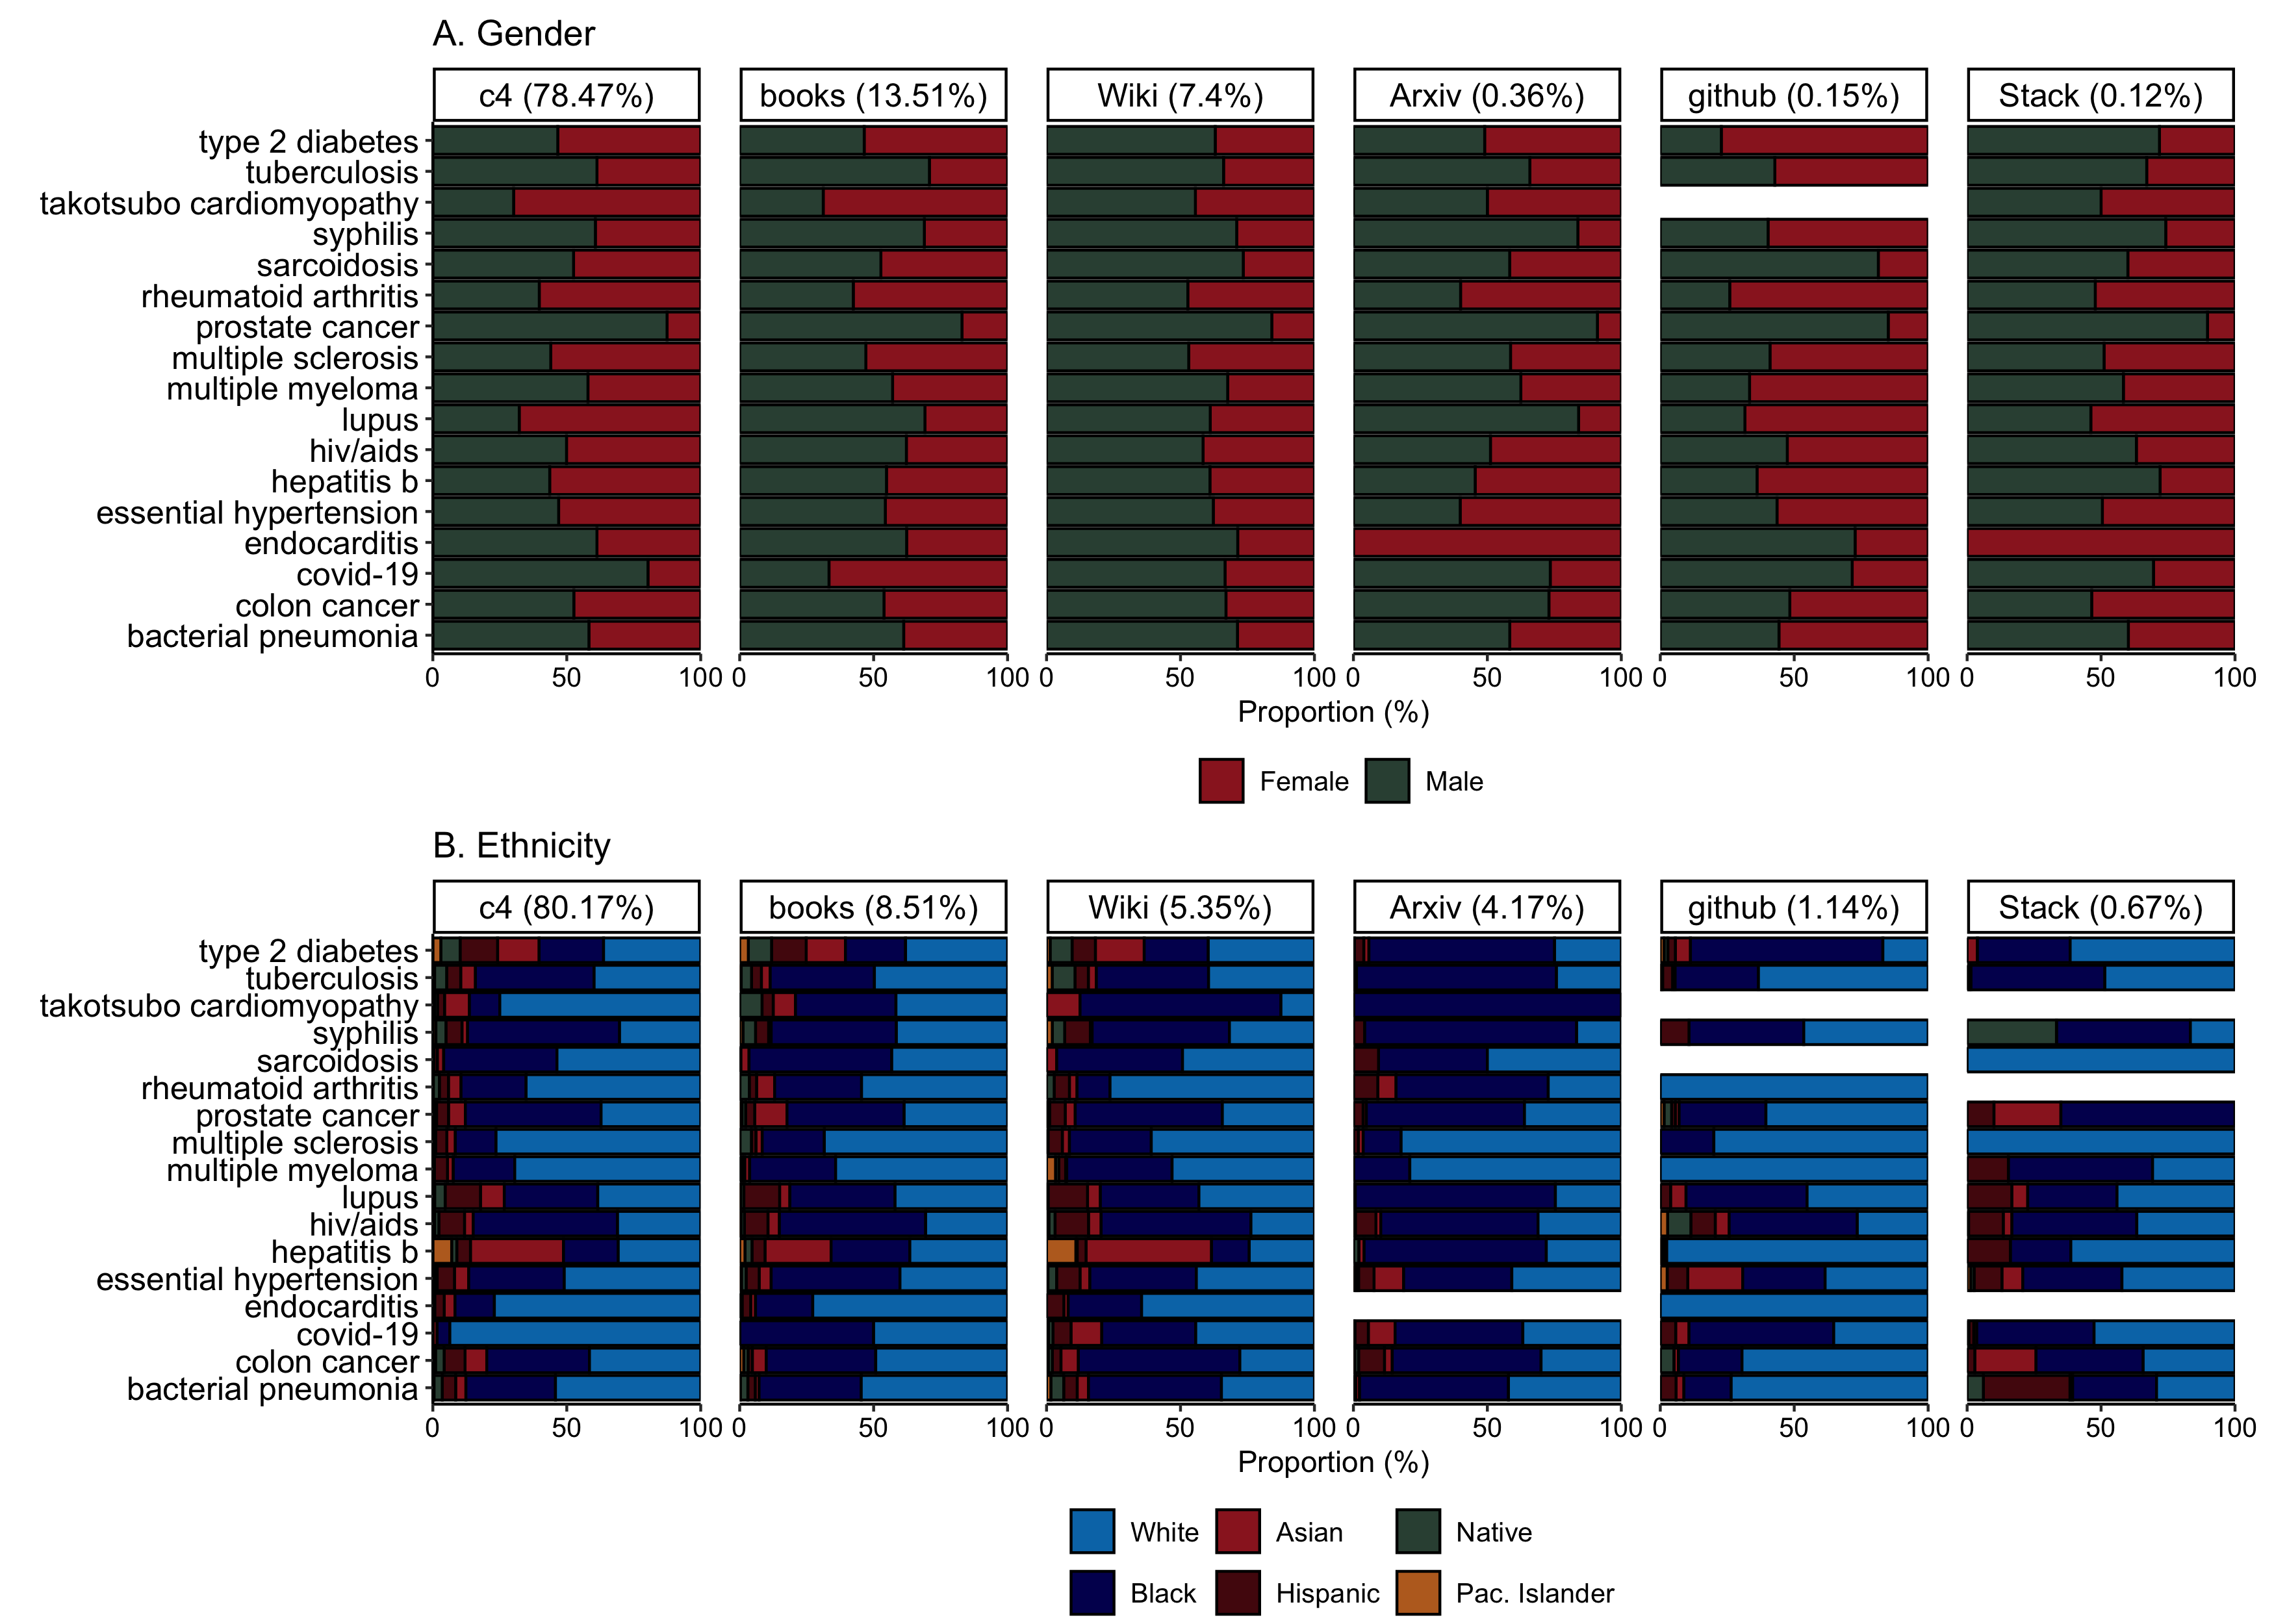 A. Gender
c4 (78.47%) books (13.51%) Wiki (7.4%) Arxiv (0.36%) github (0.15%) Stack (0.12%)
type 2 diabetes
tuberculosis
takotsubo cardiomyopathy
syphilis
sarcoidosis
rheumatoid arthritis
prostate cancer
multiple sclerosis
multiple myeloma
lupus
hiv/aids
hepatitis b
essential hypertension
endocarditis
covid-19
colon cancer
bacterial pneumonia
0 50 100 0 50 100 0 50 100 0 50 100 0 50 100 0 50 100
Proportion (%)
Female Male
B. Ethnicity
c4 (80.17%) books (8.51%) Wiki (5.35%) Arxiv (4.17%) github (1.14%) Stack (0.67%)
type 2 diabetes
tuberculosis
takotsubo cardiomyopathy
syphilis
sarcoidosis
rheumatoid arthritis
prostate cancer
multiple sclerosis
multiple myeloma
lupus
hiv/aids
hepatitis b
essential hypertension
endocarditis
covid-19
colon cancer
bacterial pneumonia
0 50 100 0 50 100 0 50 100 0 50 100 0 50 100 0 50 100
Proportion (%)
White Asian Native
Black Hispanic Pac. Islander